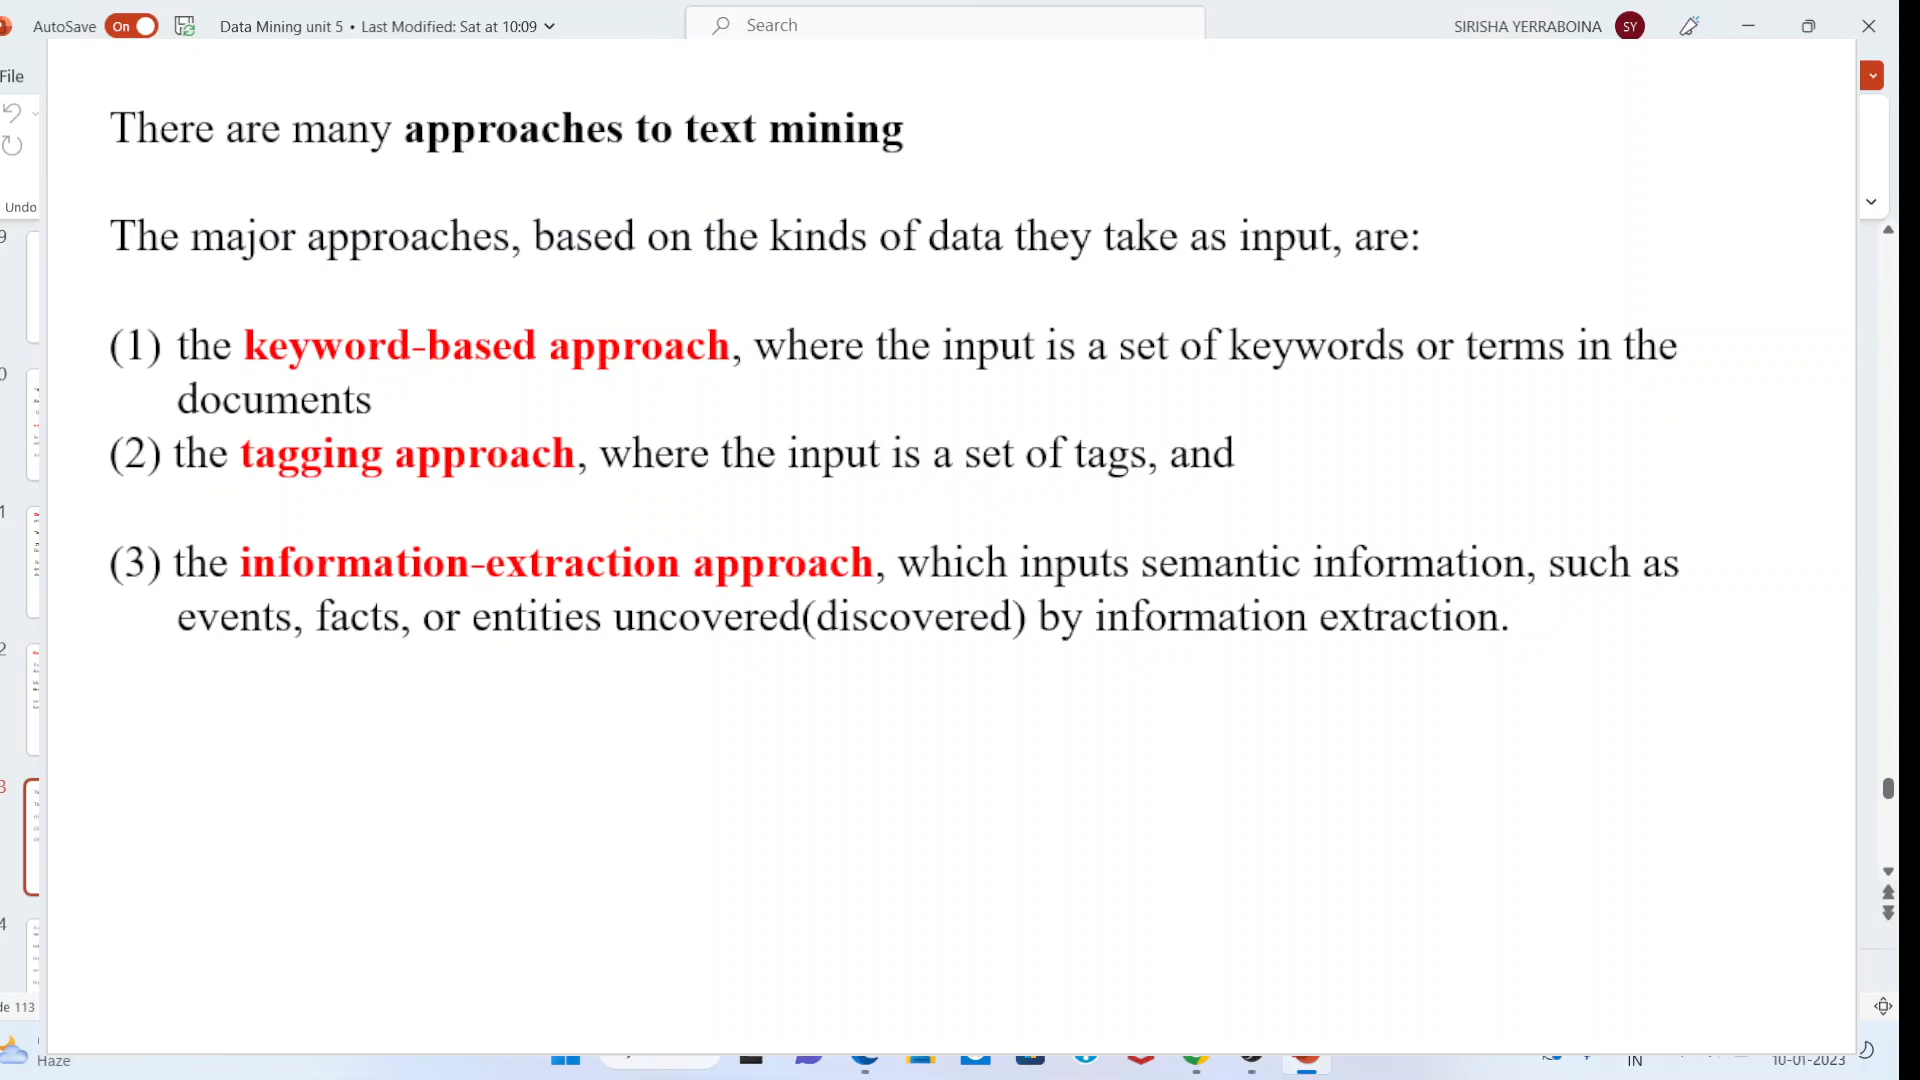 AutoSave On Data Mining unit 5 • Last Modified: Sat at 10:09 Search SIRISHA YERRABOINA SY
File
There are many approaches to text mining
Undo
The major approaches, based on the kinds of data they take as input, are:
(1) the keyword-based approach, where the input is a set of keywords or terms in the
documents
(2) the tagging approach, where the input is a set of tags, and
(3) the information-extraction approach, which inputs semantic information, such as
events, facts, or entities uncovered(discovered) by information extraction.
113
Haze IN 10-01-2023